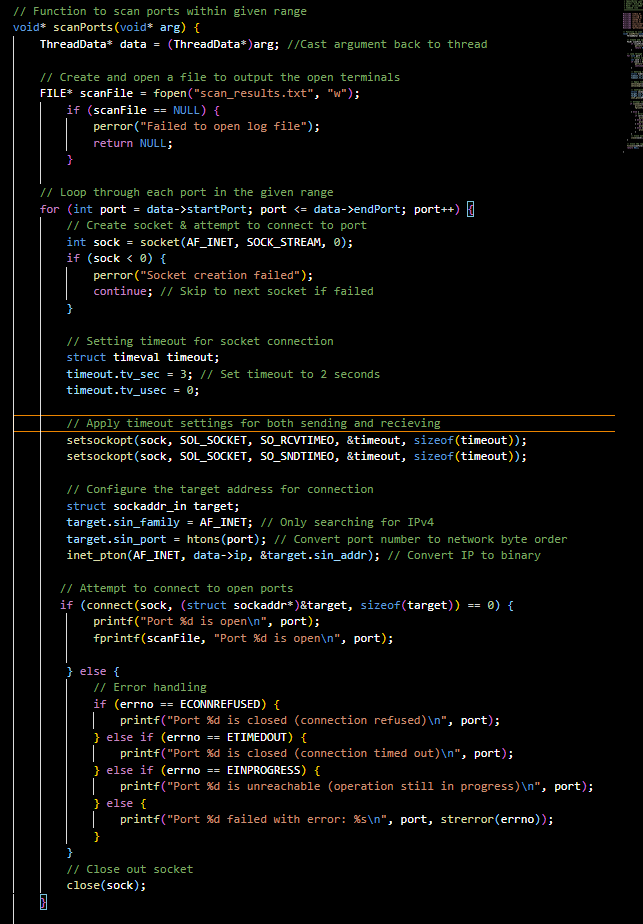 // Function to scan ports within given range
void* scanPorts(void* arg) {
    ThreadData* data = (ThreadData*)arg; //Cast argument back to thread

    // Create and open a file to output the open terminals
    FILE* scanFile = fopen("scan_results.txt", "w");
        if (scanFile == NULL) {
            perror("Failed to open log file");
            return NULL;
        }

    // Loop through each port in the given range
    for (int port = data->startPort; port <= data->endPort; port++) {
        // Create socket & attempt to connect to port
        int sock = socket(AF_INET, SOCK_STREAM, 0);
        if (sock < 0) {
            perror("Socket creation failed");
            continue; // Skip to next socket if failed
        }

        // Setting timeout for socket connection
        struct timeval timeout;
        timeout.tv_sec = 3; // Set timeout to 2 seconds
        timeout.tv_usec = 0;

        // Apply timeout settings for both sending and recieving
        setsockopt(sock, SOL_SOCKET, SO_RCVTIMEO, &timeout, sizeof(timeout));
        setsockopt(sock, SOL_SOCKET, SO_SNDTIMEO, &timeout, sizeof(timeout));

        // Configure the target address for connection
        struct sockaddr_in target;
        target.sin_family = AF_INET; // Only searching for IPv4
        target.sin_port = htons(port); // Convert port number to network byte order
        inet_pton(AF_INET, data->ip, &target.sin_addr); // Convert IP to binary

       // Attempt to connect to open ports
       if (connect(sock, (struct sockaddr*)&target, sizeof(target)) == 0) {
            printf("Port %d is open\n", port);
            fprintf(scanFile, "Port %d is open\n", port);

        } else {
            // Error handling
            if (errno == ECONNREFUSED) {
                printf("Port %d is closed (connection refused)\n", port);
            } else if (errno == ETIMEDOUT) {
                printf("Port %d is closed (connection timed out)\n", port);
            } else if (errno == EINPROGRESS) {
                printf("Port %d is unreachable (operation still in progress)\n", port);
            } else {
                printf("Port %d failed with error: %s\n", port, strerror(errno));
            }
        }
        // Close out socket
        close(sock);
    }